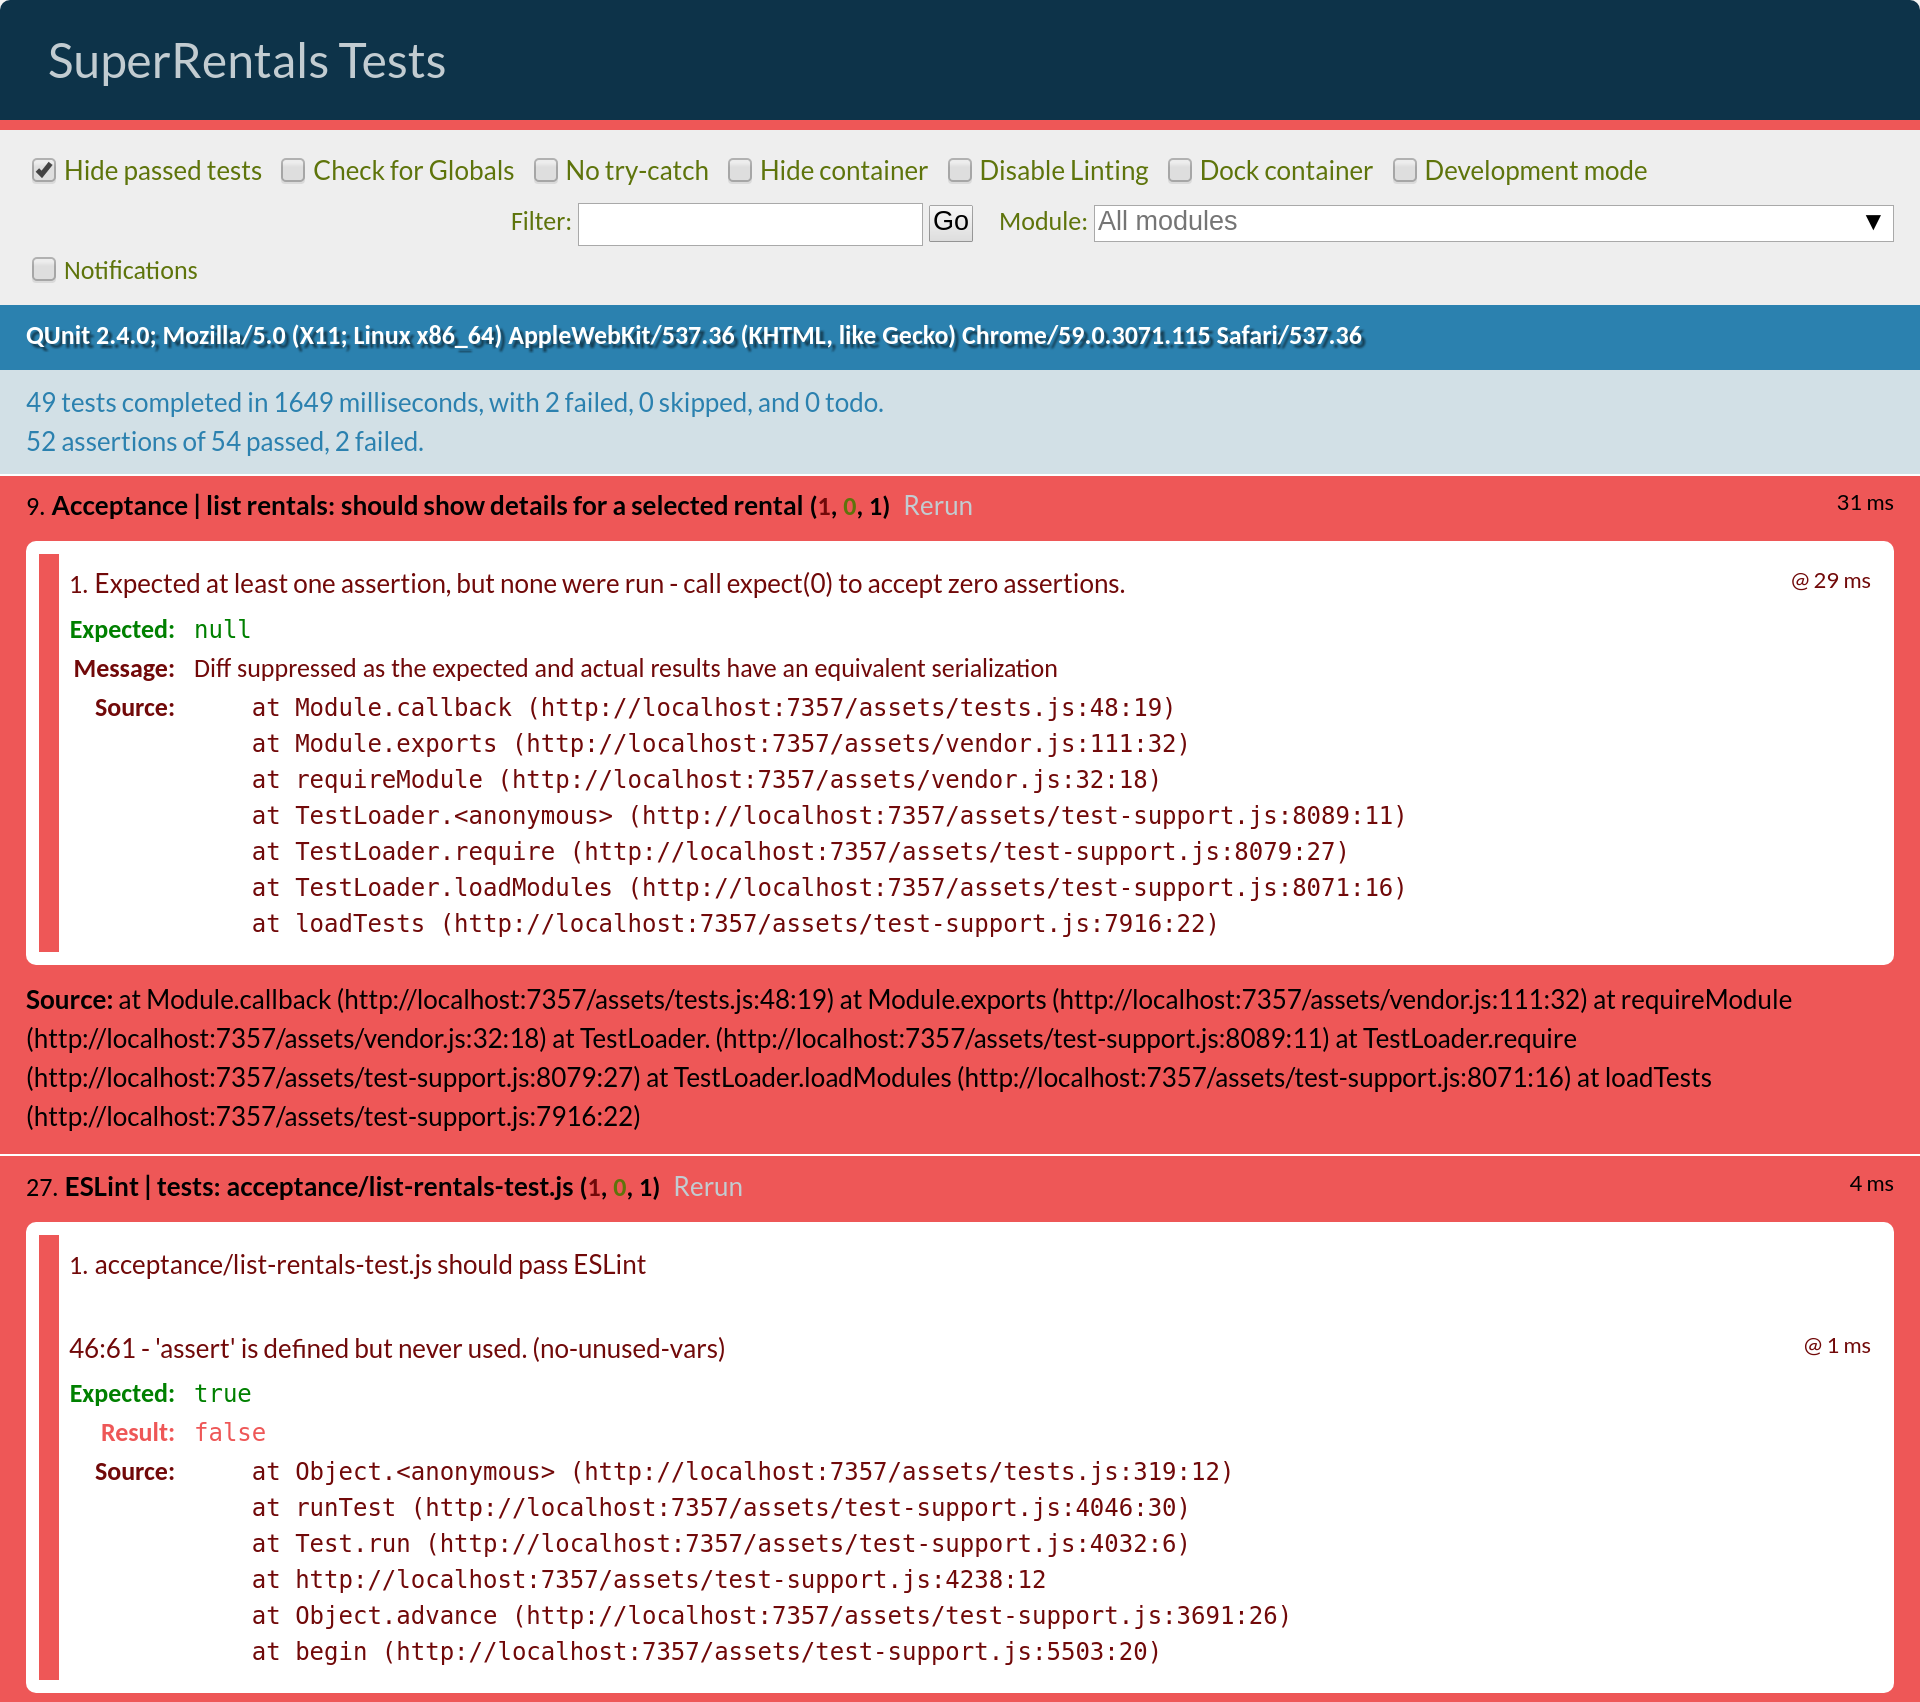 SuperRentals Tests
Hide passed tests Check for Globals No try-catch Hide container Disable Linting Dock container Development mode
Filter: Go Module: All modules ▼
Notifications
QUnit 2.4.0; Mozilla/5.0 (X11; Linux x86_64) AppleWebKit/537.36 (KHTML, like Gecko) Chrome/59.0.3071.115 Safari/537.36
49 tests completed in 1649 milliseconds, with 2 failed, 0 skipped, and 0 todo.
52 assertions of 54 passed, 2 failed.
9. Acceptance | list rentals: should show details for a selected rental (1, 0, 1) Rerun 31 ms
1. Expected at least one assertion, but none were run - call expect(0) to accept zero assertions. @ 29 ms
Expected: null
Message: Diff suppressed as the expected and actual results have an equivalent serialization
Source: at Module.callback (http://localhost:7357/assets/tests.js:48:19)
at Module.exports (http://localhost:7357/assets/vendor.js:111:32)
at requireModule (http://localhost:7357/assets/vendor.js:32:18)
at TestLoader.<anonymous> (http://localhost:7357/assets/test-support.js:8089:11)
at TestLoader.require (http://localhost:7357/assets/test-support.js:8079:27)
at TestLoader.loadModules (http://localhost:7357/assets/test-support.js:8071:16)
at loadTests (http://localhost:7357/assets/test-support.js:7916:22)
Source: at Module.callback (http://localhost:7357/assets/tests.js:48:19) at Module.exports (http://localhost:7357/assets/vendor.js:111:32) at requireModule
(http://localhost:7357/assets/vendor.js:32:18) at TestLoader. (http://localhost:7357/assets/test-support.js:8089:11) at TestLoader.require
(http://localhost:7357/assets/test-support.js:8079:27) at TestLoader.loadModules (http://localhost:7357/assets/test-support.js:8071:16) at loadTests
(http://localhost:7357/assets/test-support.js:7916:22)
27. ESLint | tests: acceptance/list-rentals-test.js (1, 0, 1) Rerun 4 ms
1. acceptance/list-rentals-test.js should pass ESLint
46:61 - 'assert' is defined but never used. (no-unused-vars) @ 1 ms
Expected: true
Result: false
Source: at Object.<anonymous> (http://localhost:7357/assets/tests.js:319:12)
at runTest (http://localhost:7357/assets/test-support.js:4046:30)
at Test.run (http://localhost:7357/assets/test-support.js:4032:6)
at http://localhost:7357/assets/test-support.js:4238:12
at Object.advance (http://localhost:7357/assets/test-support.js:3691:26)
at begin (http://localhost:7357/assets/test-support.js:5503:20)